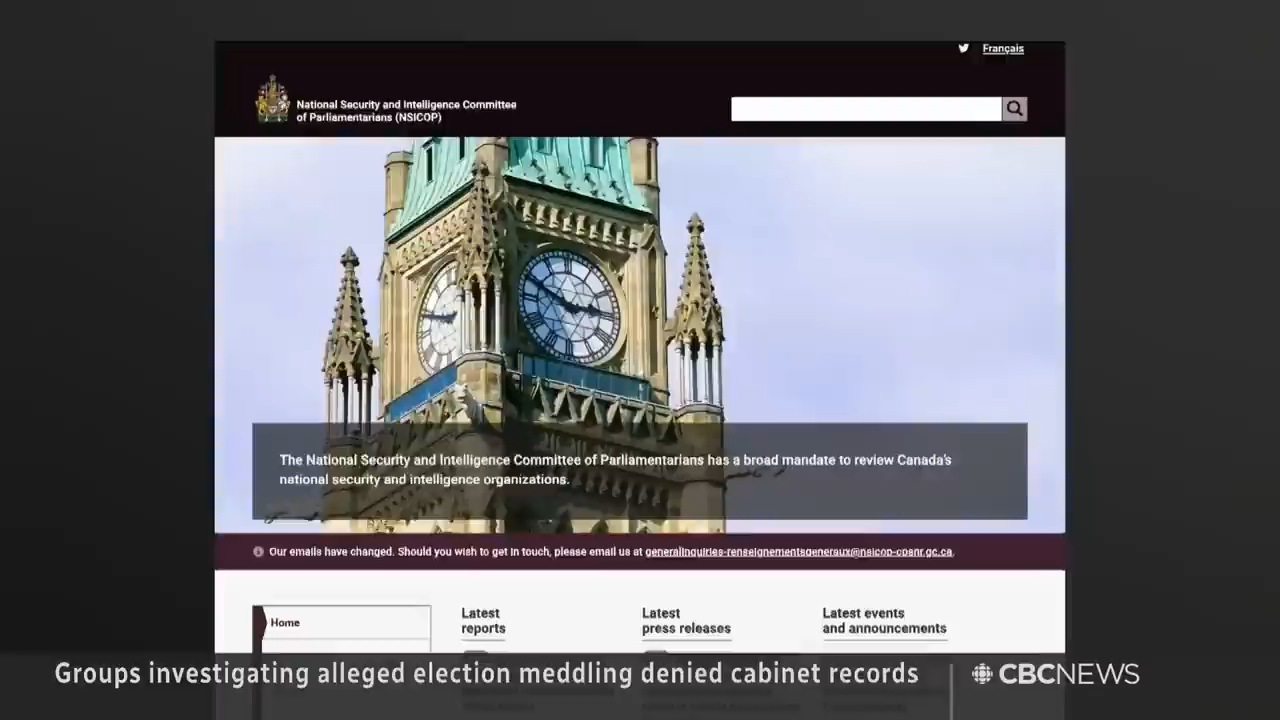 Français
National Security and Intelligence Committee
of Parliamentarians (NSICOP)
The National Security and Intelligence Committee of Parliamentarians has a broad mandate to review Canada's
national security and intelligence organizations.
Our emails have changed. Should you wish to get in touch, please email us at generalinquiries-renseignementsgeneraux@nsicop-cpsnr.gc.ca.
Home
Latest
reports
Latest
press releases
Latest events
and announcements
Groups investigating alleged election meddling denied cabinet records
CBCNEWS